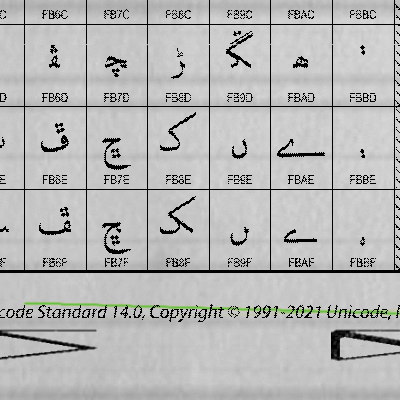 FB6C FB7C FB8C FB9C FBAC FBBC
ﭭ ﭽ ﮍ ﮝ ﮭ ﮽
FB6D FB7D FB8D FB9D FBAD FBBD
ﭮ ﭾ ﮎ ﮞ ﮮ ﮾
FB6E FB7E FB8E FB9E FBAE FBBE
ﭯ ﭿ ﮏ ﮟ ﮯ ﮿
FB6F FB7F FB8F FB9F FBAF FBBF
code Standard 14.0, Copyright © 1991-2021 Unicode,